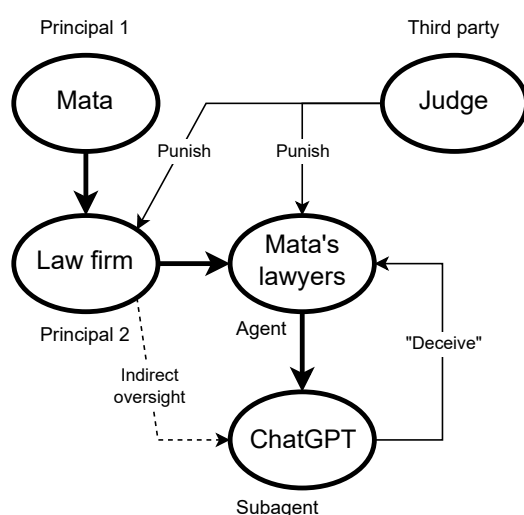 Principal 1
Third party
Mata
Judge
Punish
Punish
Law firm
Mata's
lawyers
Principal 2
Agent
"Deceive"
Indirect
oversight
ChatGPT
Subagent